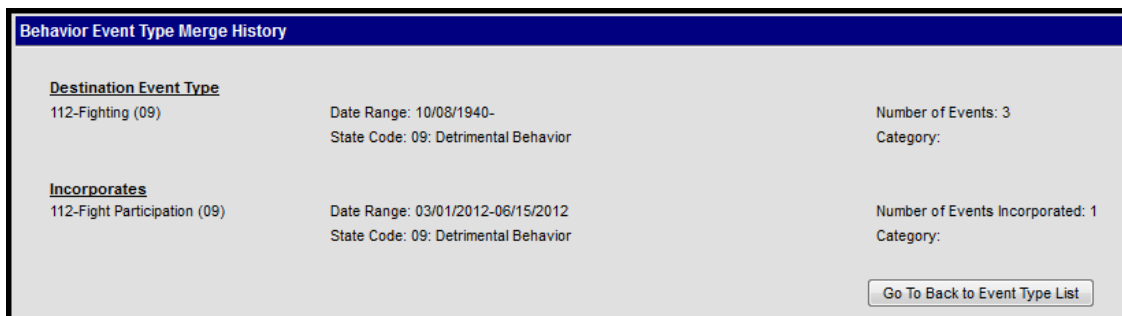 Behavior Event Type Merge History
Destination Event Type
112-Fighting (09) Date Range: 10/08/1940- Number of Events: 3
State Code: 09: Detrimental Behavior Category:
Incorporates
112-Fight Participation (09) Date Range: 03/01/2012-06/15/2012 Number of Events Incorporated: 1
State Code: 09: Detrimental Behavior Category:
Go To Back to Event Type List